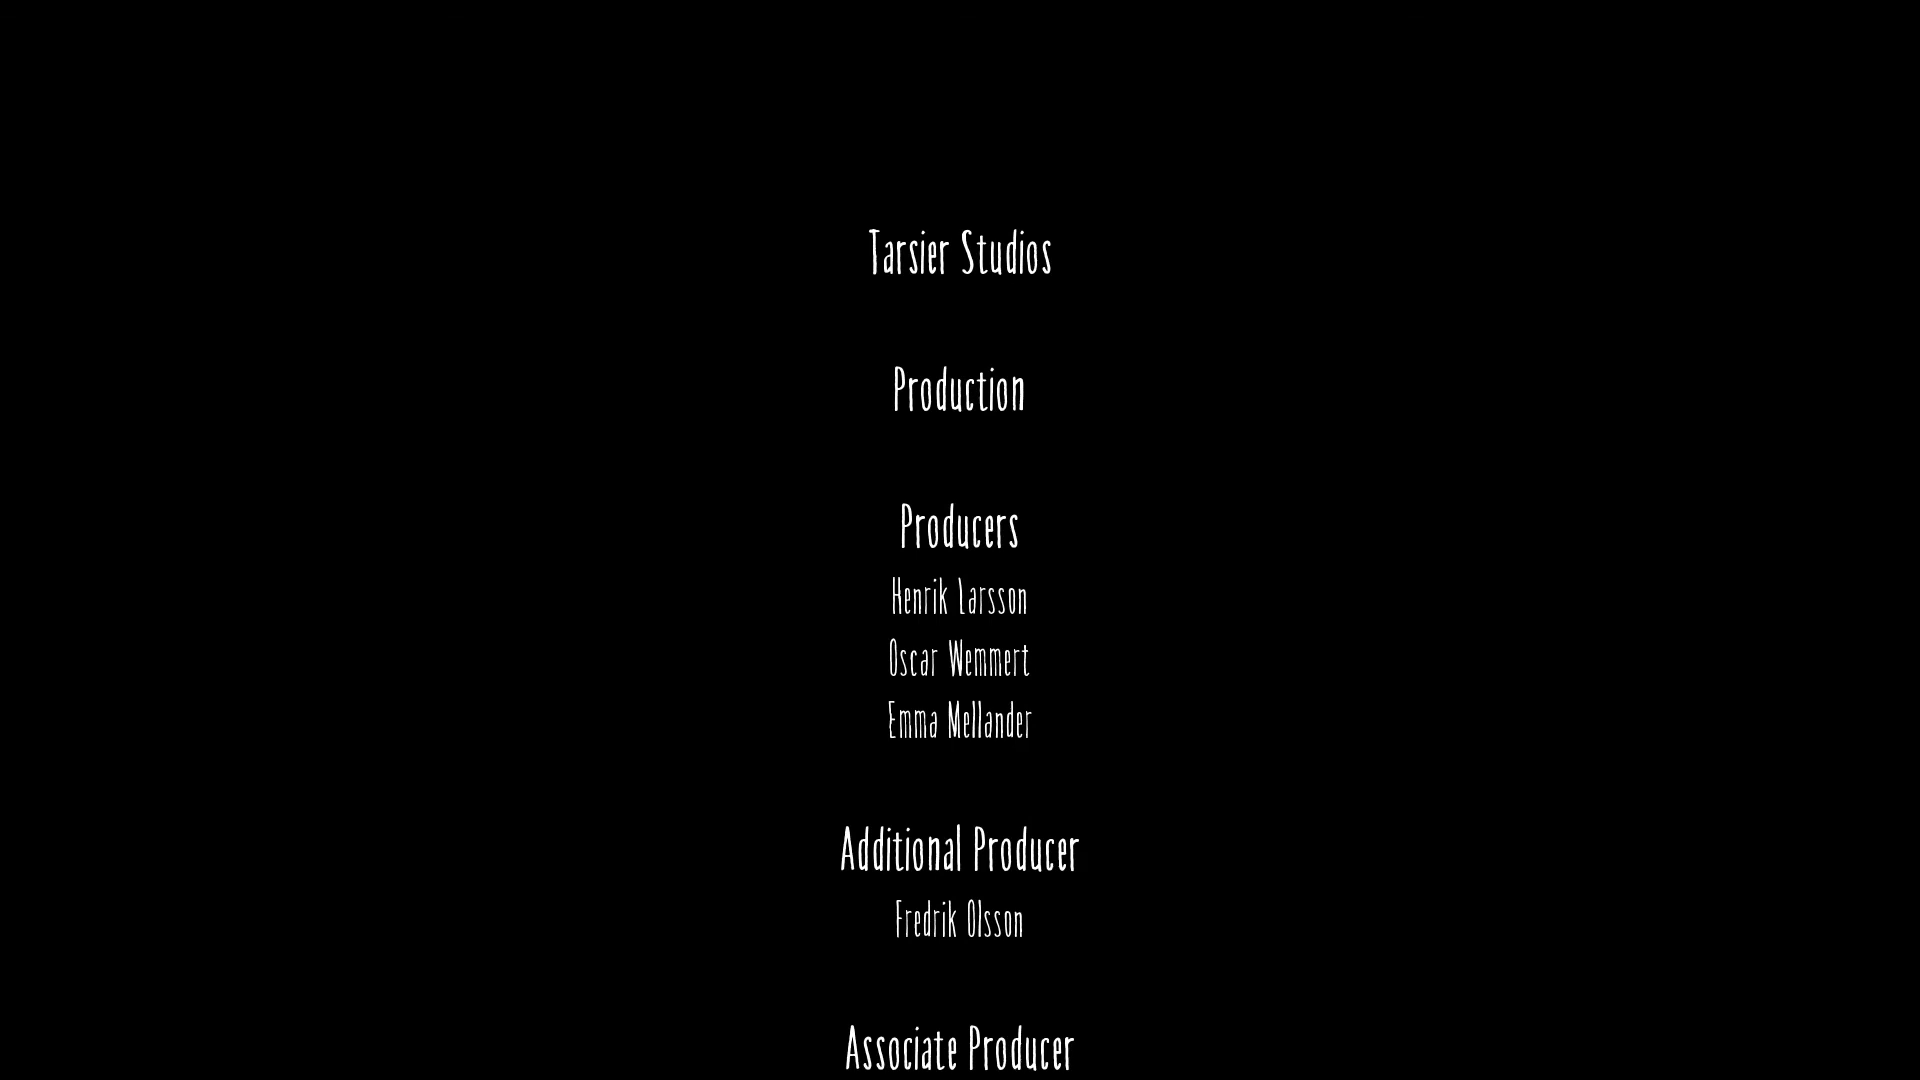 Tarsier Studios
Production
Producers
Henrik Larsson
Oscar Wemmert
Emma Mellander
Additional Producer
Fredrik Olsson
Associate Producer